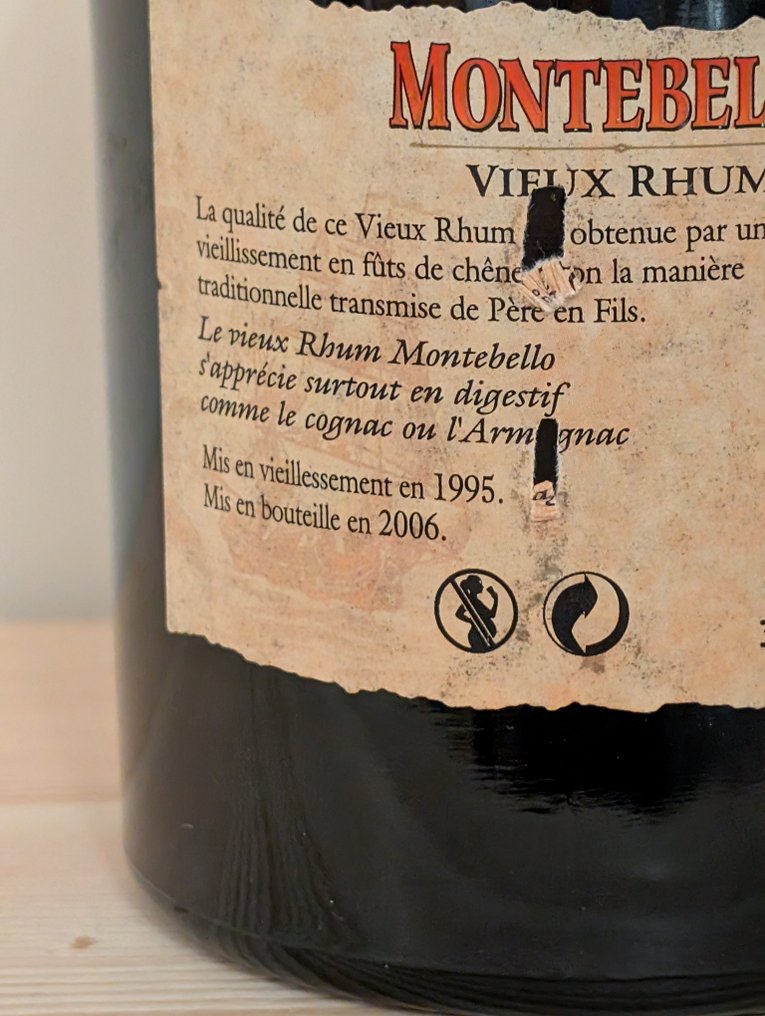 MONTEBEL
VIEUX RHUM
La qualité de ce Vieux Rhum obtenue par un
vieillissement en fûts de chêne la manière
traditionnelle transmise de Père en Fils.
Le vieux Rhum Montebello
s'apprécie surtout en digestif
comme le cognac ou l'Armagnac
Mis en vieillessement en 1995.
Mis en bouteille en 2006.